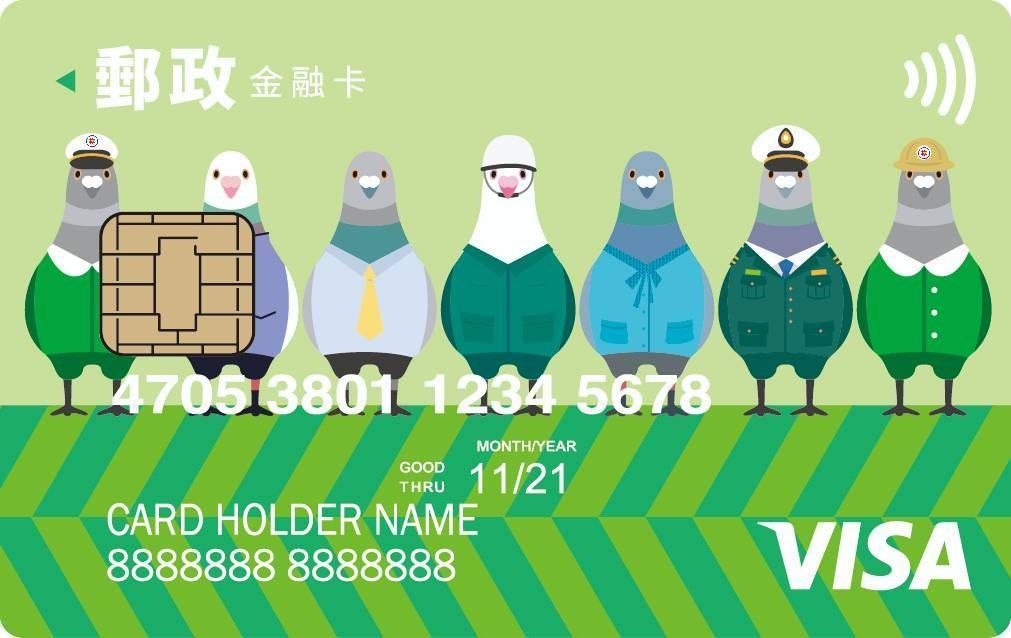 郵政 金融卡
4705 3801 1234 5678
MONTH/YEAR
GOOD THRU 11/21
CARD HOLDER NAME
8888888 8888888
VISA